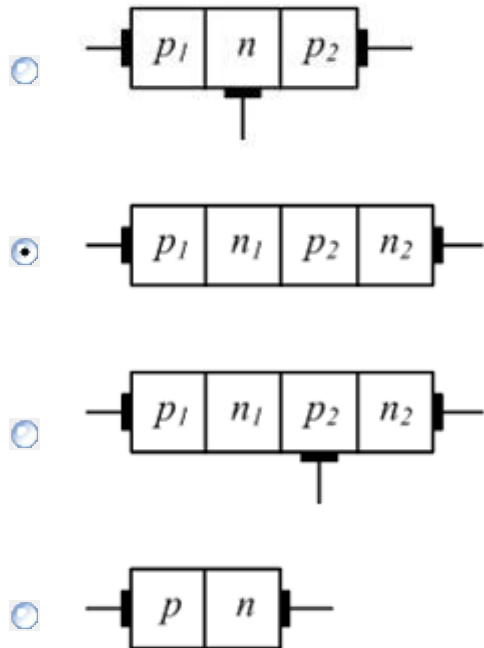 p₁ n p₂
p₁ n₁ p₂ n₂
p₁ n₁ p₂ n₂
p n